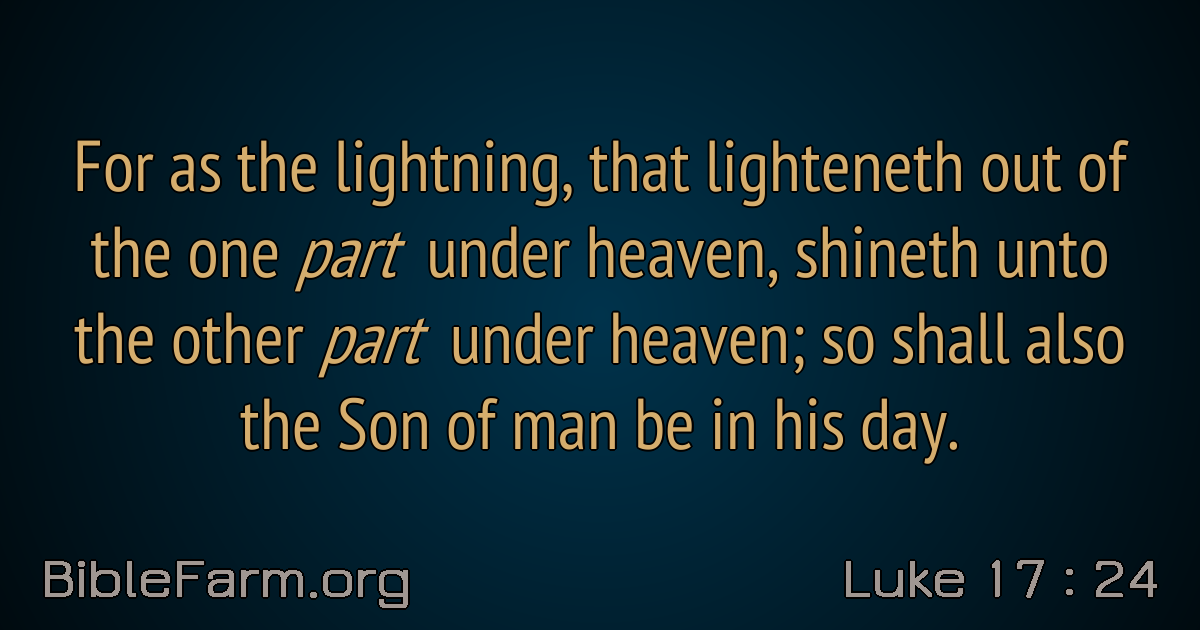 For as the lightning, that lighteneth out of
the one part under heaven, shineth unto
the other part under heaven; so shall also
the Son of man be in his day.
BibleFarm.org
Luke 17 : 24